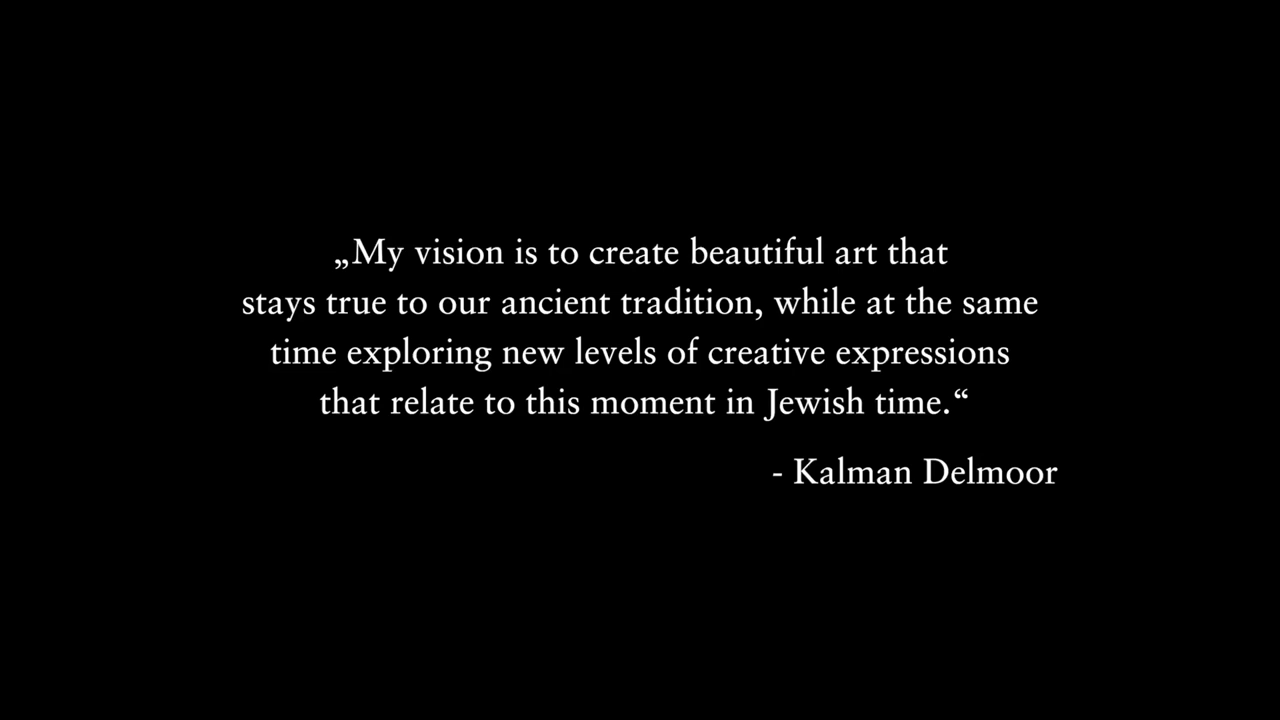 „My vision is to create beautiful art that
stays true to our ancient tradition, while at the same
time exploring new levels of creative expressions
that relate to this moment in Jewish time.“
- Kalman Delmoor